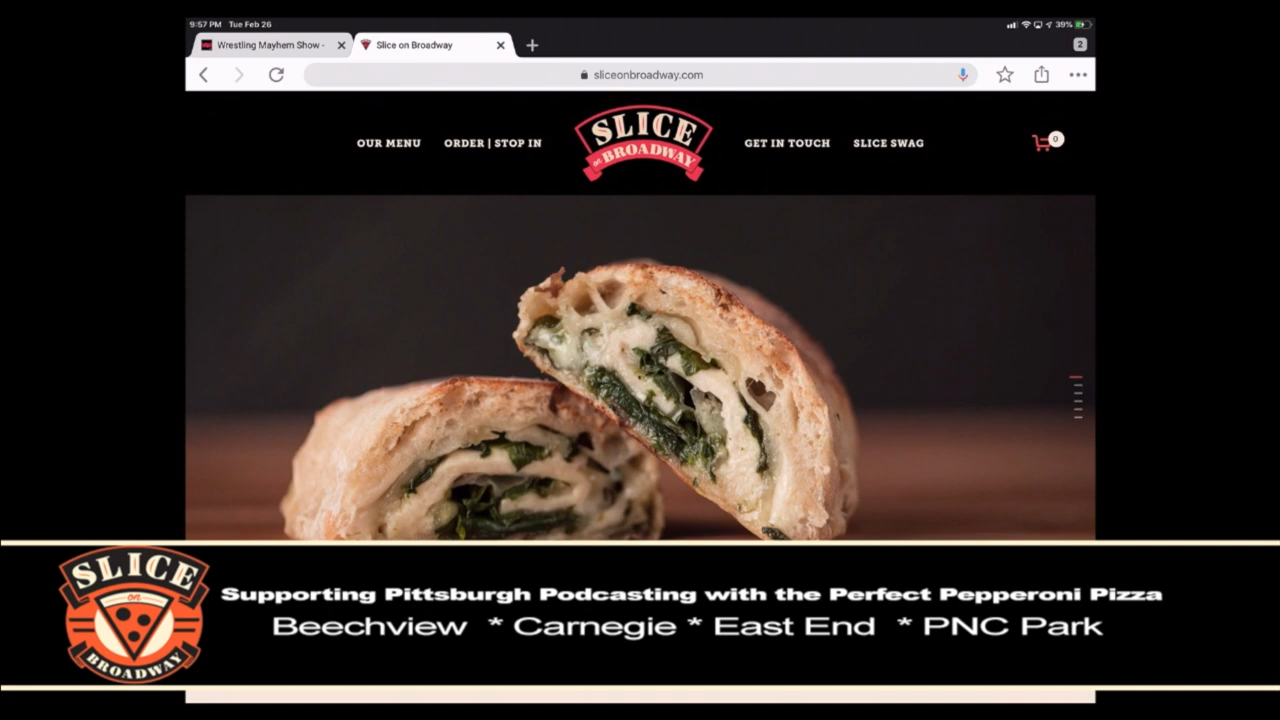 9:57 PM Tue Feb 26
39%
Wrestling Mayhem Show -
Slice on Broadway
2
sliceonbroadway.com
OUR MENU
ORDER | STOP IN
SLICE
on BROADWAY
GET IN TOUCH
SLICE SWAG
0
SLICE
on
BROADWAY
Supporting Pittsburgh Podcasting with the Perfect Pepperoni Pizza
Beechview * Carnegie * East End * PNC Park